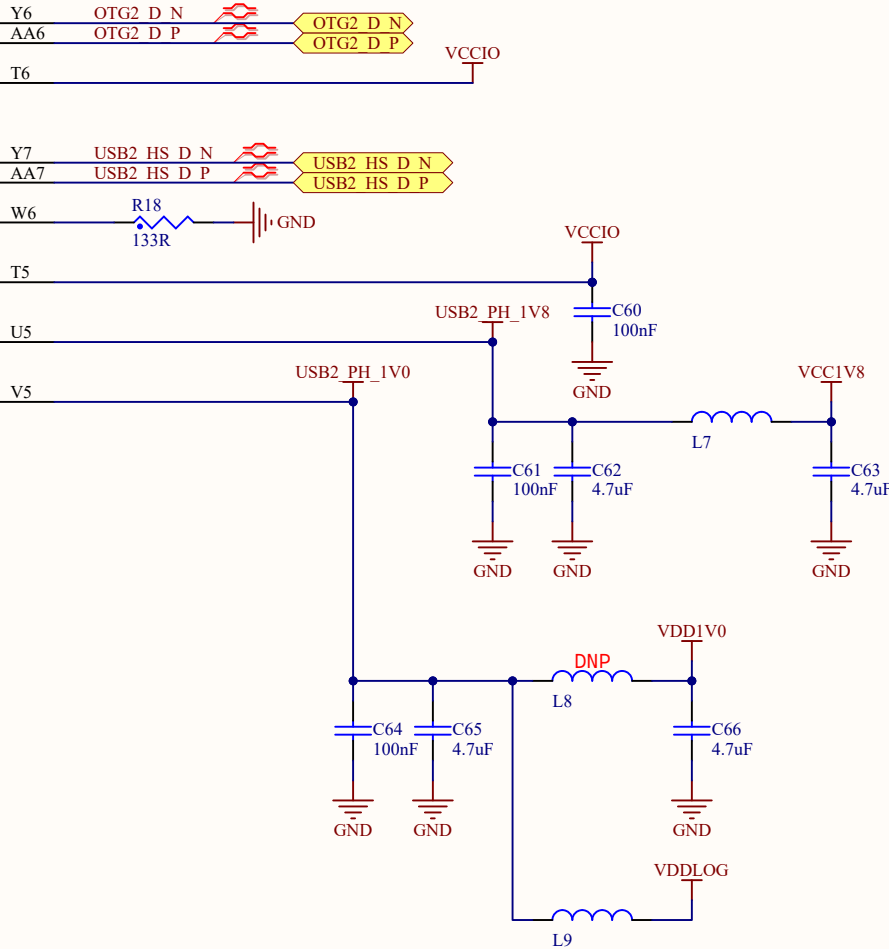 Y6 OTG2_D_N OTG2_D_N
AA6 OTG2_D_P OTG2_D_P
VCCIO
T6
Y7 USB2_HS_D_N USB2_HS_D_N
AA7 USB2_HS_D_P USB2_HS_D_P
R18
W6 GND
133R
VCCIO
T5
USB2_PH_1V8 C60
U5 100nF
USB2_PH_1V0 VCC1V8
V5 GND
L7
C61 C62 C63
100nF 4.7uF 4.7uF
GND GND GND
VDD1V0
DNP
L8
C64 C65 C66
100nF 4.7uF 4.7uF
GND GND GND
VDDLOG
L9